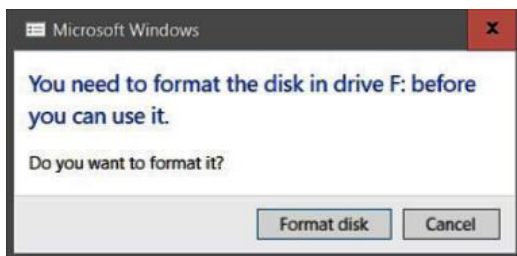 Microsoft Windows
x
You need to format the disk in drive F: before
you can use it.
Do you want to format it?
Format disk
Cancel